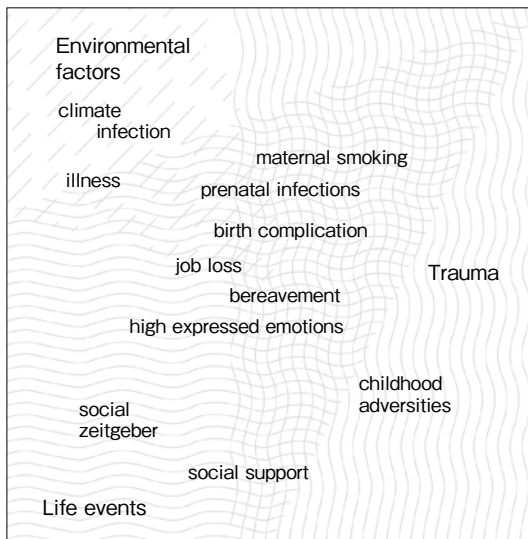 Environmental
factors
climate
infection
maternal smoking
illness
prenatal infections
birth complication
job loss
Trauma
bereavement
high expressed emotions
childhood
adversities
social
zeitgeber
social support
Life events